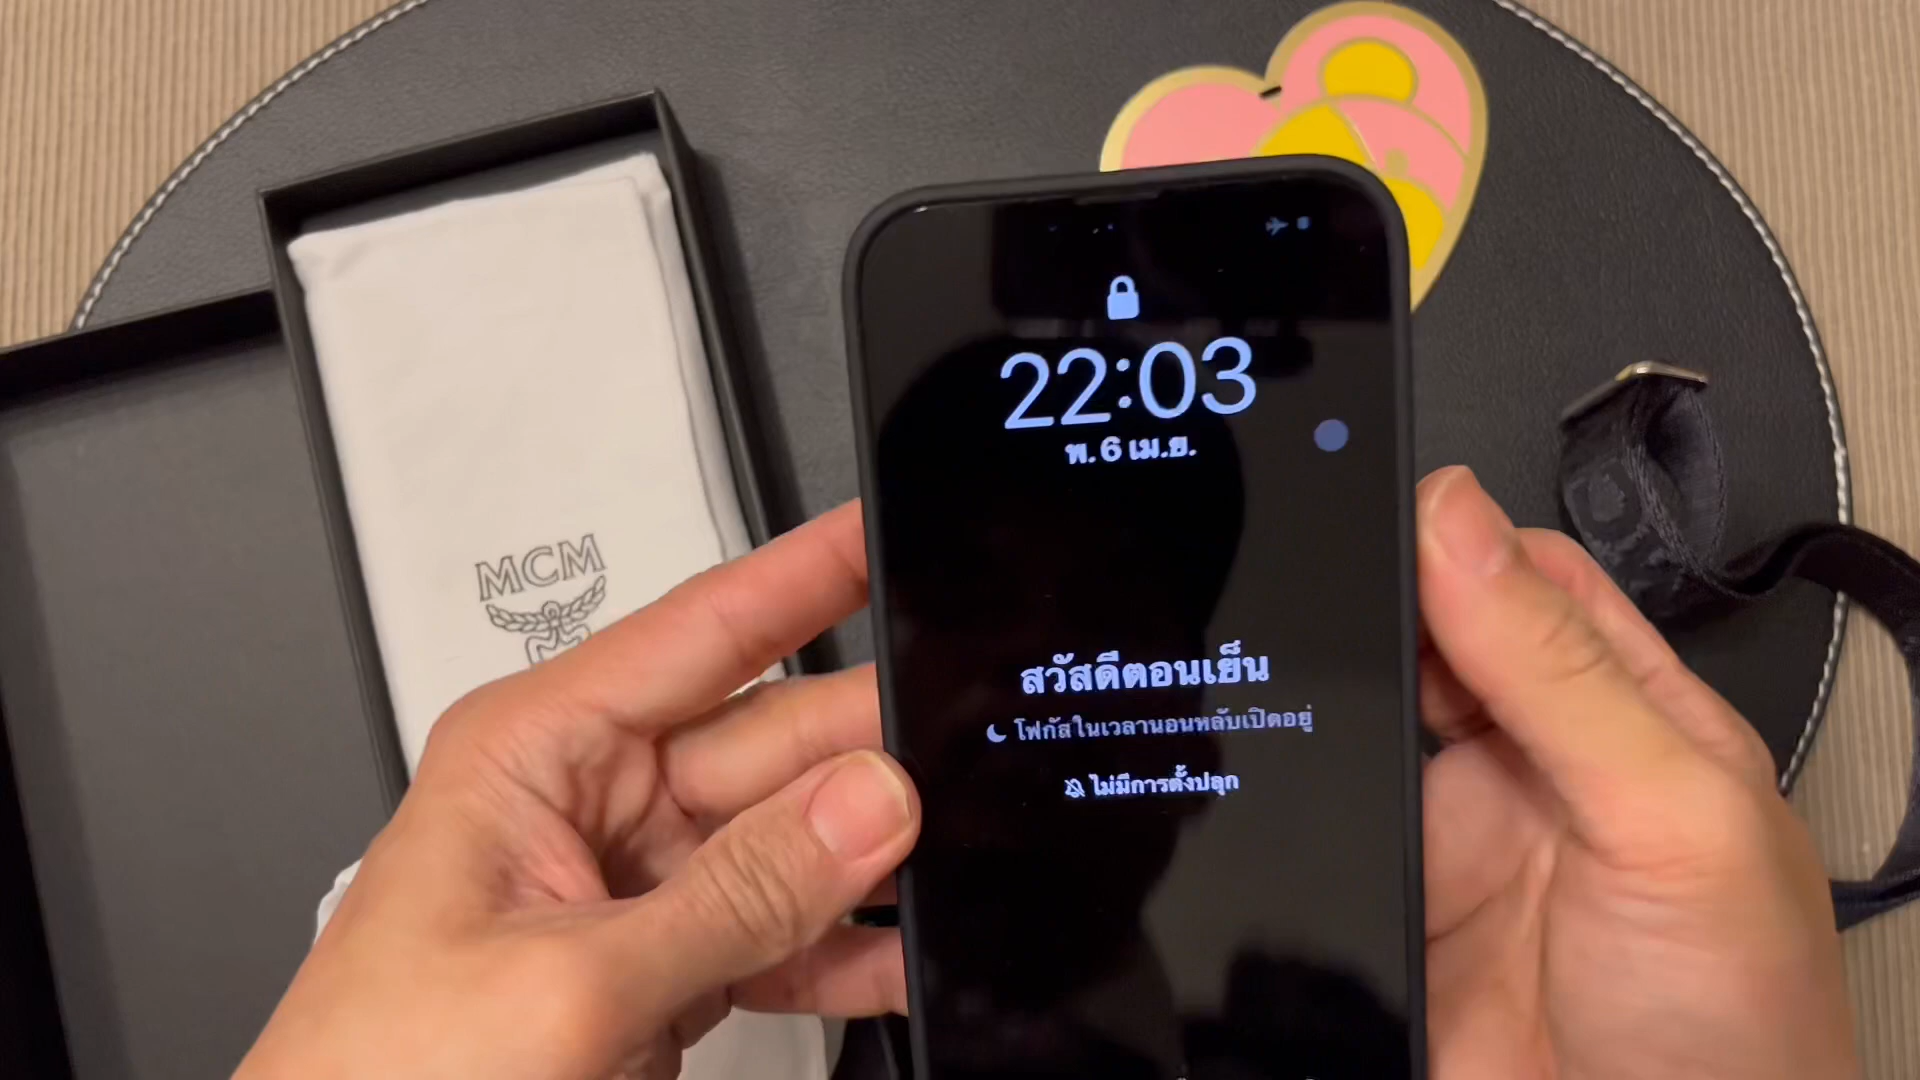 MCM
22:03
พ. 6 เม.ย.
สวัสดีตอนเย็น
โฟกัสในเวลานอนหลับเปิดอยู่
ไม่มีการตั้งปลุก